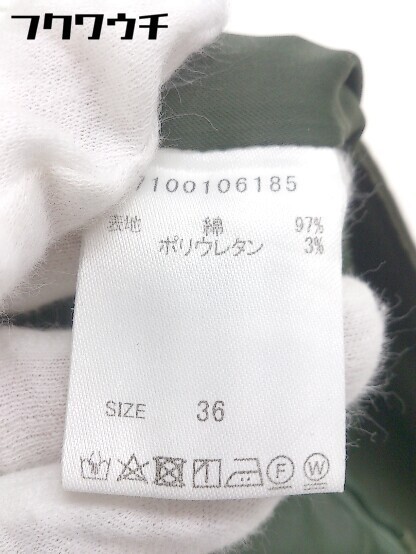 フクワウチ
7100106185
表地 綿 97%
ポリウレタン 3%
SIZE 36
F W